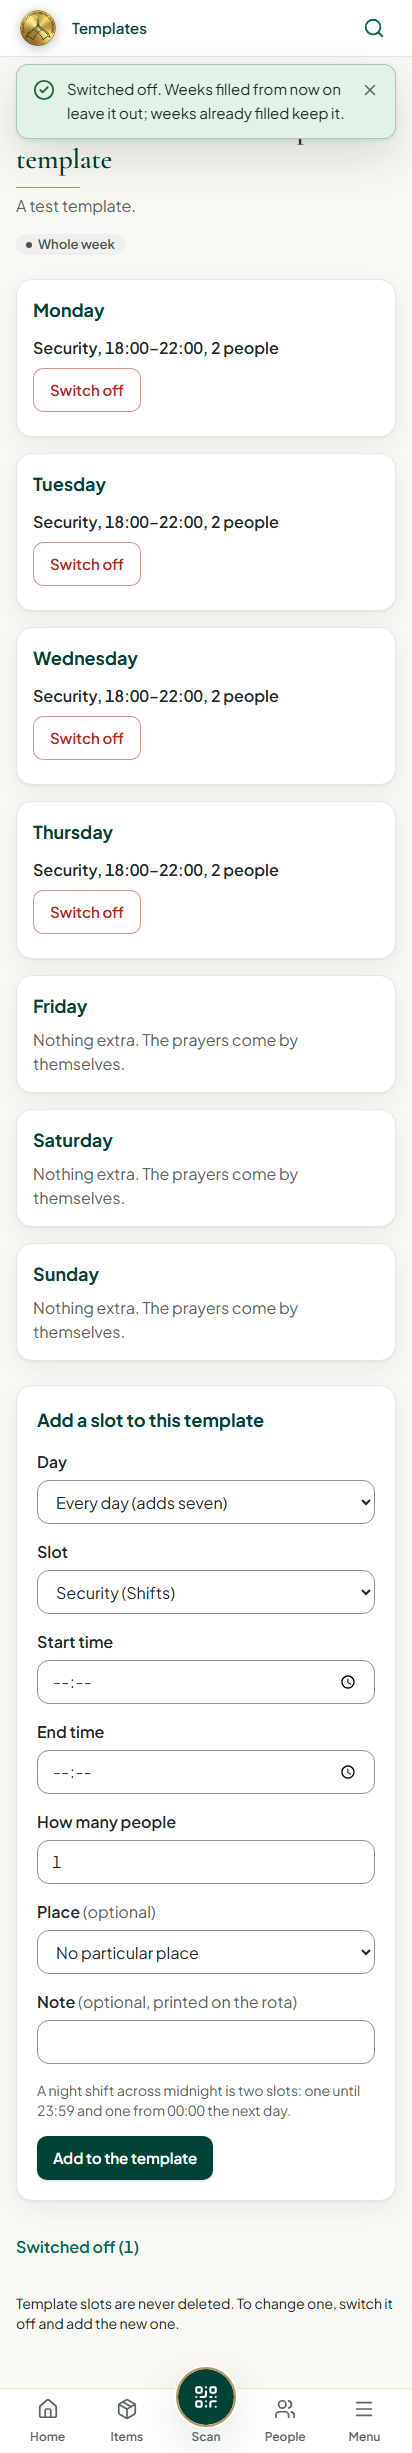 Templates
Switched off. Weeks filled from now on
leave it out; weeks already filled keep it.
template
A test template.
Whole week
Monday
Security, 18:00–22:00, 2 people
Switch off
Tuesday
Security, 18:00–22:00, 2 people
Switch off
Wednesday
Security, 18:00–22:00, 2 people
Switch off
Thursday
Security, 18:00–22:00, 2 people
Switch off
Friday
Nothing extra. The prayers come by
themselves.
Saturday
Nothing extra. The prayers come by
themselves.
Sunday
Nothing extra. The prayers come by
themselves.
Add a slot to this template
Day
Every day (adds seven)
Slot
Security (Shifts)
Start time
--:--
End time
--:--
How many people
1
Place (optional)
No particular place
Note (optional, printed on the rota)
A night shift across midnight is two slots: one until
23:59 and one from 00:00 the next day.
Add to the template
Switched off (1)
Template slots are never deleted. To change one, switch it
off and add the new one.
Home
Items
Scan
People
Menu